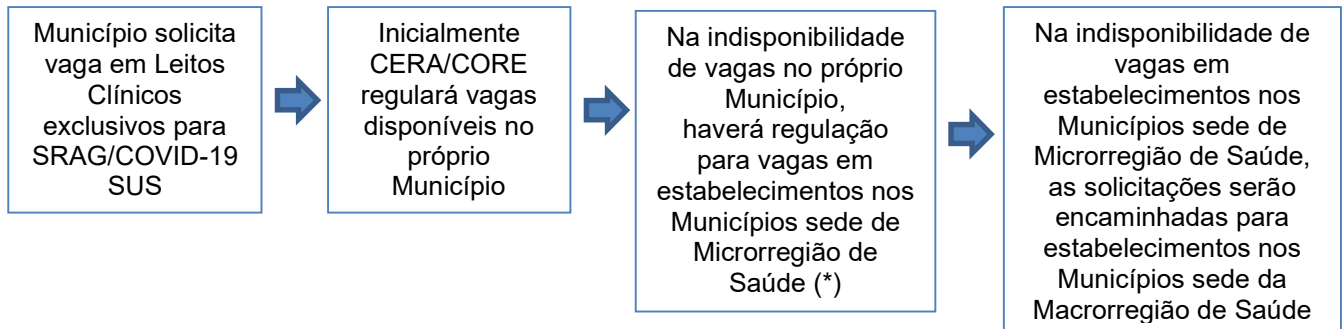 Município solicita
vaga em Leitos
Clínicos
exclusivos para
SRAG/COVID-19
SUS
Inicialmente
CERA/CORE
regulará vagas
disponíveis no
próprio
Município
Na indisponibilidade
de vagas no próprio
Município,
haverá regulação
para vagas em
estabelecimentos nos
Municípios sede de
Microrregião de
Saúde (*)
Na indisponibilidade de
vagas em
estabelecimentos nos
Municípios sede de
Microrregião de Saúde,
as solicitações serão
encaminhadas para
estabelecimentos nos
Municípios sede da
Macrorregião de Saúde